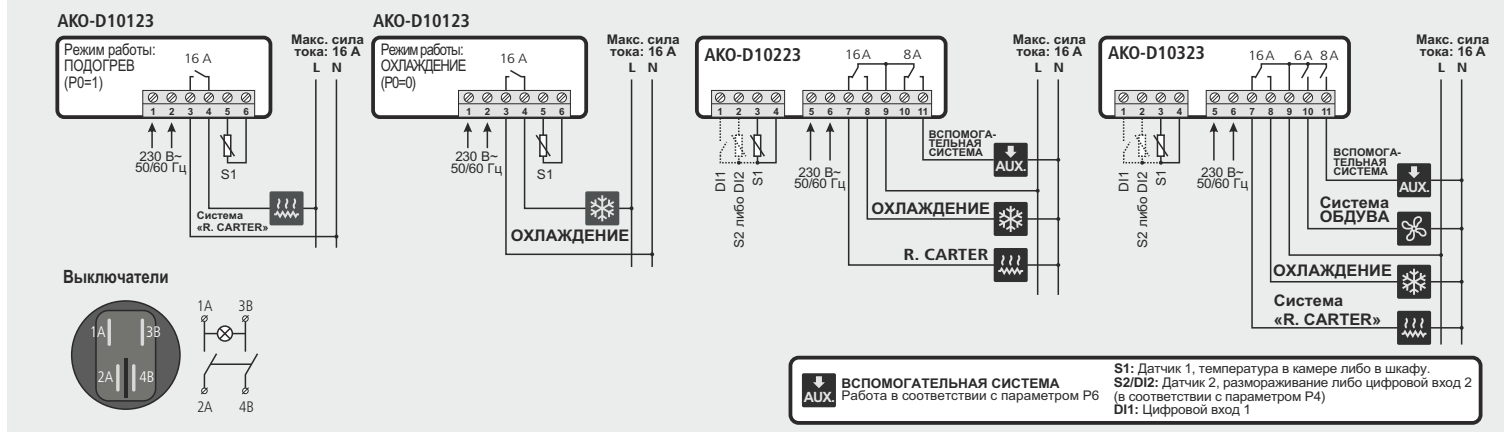 AKO-D10123
Режим работы:
ПОДОГРЕВ
(P0=1)
16 A
1 2 3 4 5 6
230 В~
50/60 Гц
S1
Система
«R. CARTER»
Макс. сила
тока: 16 A
L N
AKO-D10123
Режим работы:
ОХЛАЖДЕНИЕ
(P0=0)
16 A
1 2 3 4 5 6
230 В~
50/60 Гц
S1
ОХЛАЖДЕНИЕ
Макс. сила
тока: 16 A
L N
AKO-D10223
16A 8A
1 2 3 4 5 6 7 8 9 10 11
DI1
S2 либо DI2
S1
230 В~
50/60 Гц
ВСПОМОГА-
ТЕЛЬНАЯ
СИСТЕМА
AUX.
ОХЛАЖДЕНИЕ
R. CARTER
Макс. сила
тока: 16 A
L N
AKO-D10323
16A 6A 8A
1 2 3 4 5 6 7 8 9 10 11
DI1
S2 либо DI2
S1
230 В~
50/60 Гц
ВСПОМОГА-
ТЕЛЬНАЯ
СИСТЕМА
AUX.
Система
ОБДУВА
ОХЛАЖДЕНИЕ
Система
«R. CARTER»
Макс. сила
тока: 16 A
L N
Выключатели
1A 3B
2A 4B
1A 3B
2A 4B
AUX.
ВСПОМОГАТЕЛЬНАЯ СИСТЕМА
Работа в соответствии с параметром P6
S1: Датчик 1, температура в камере либо в шкафу.
S2/DI2: Датчик 2, размораживание либо цифровой вход 2
(в соответствии с параметром P4)
DI1: Цифровой вход 1